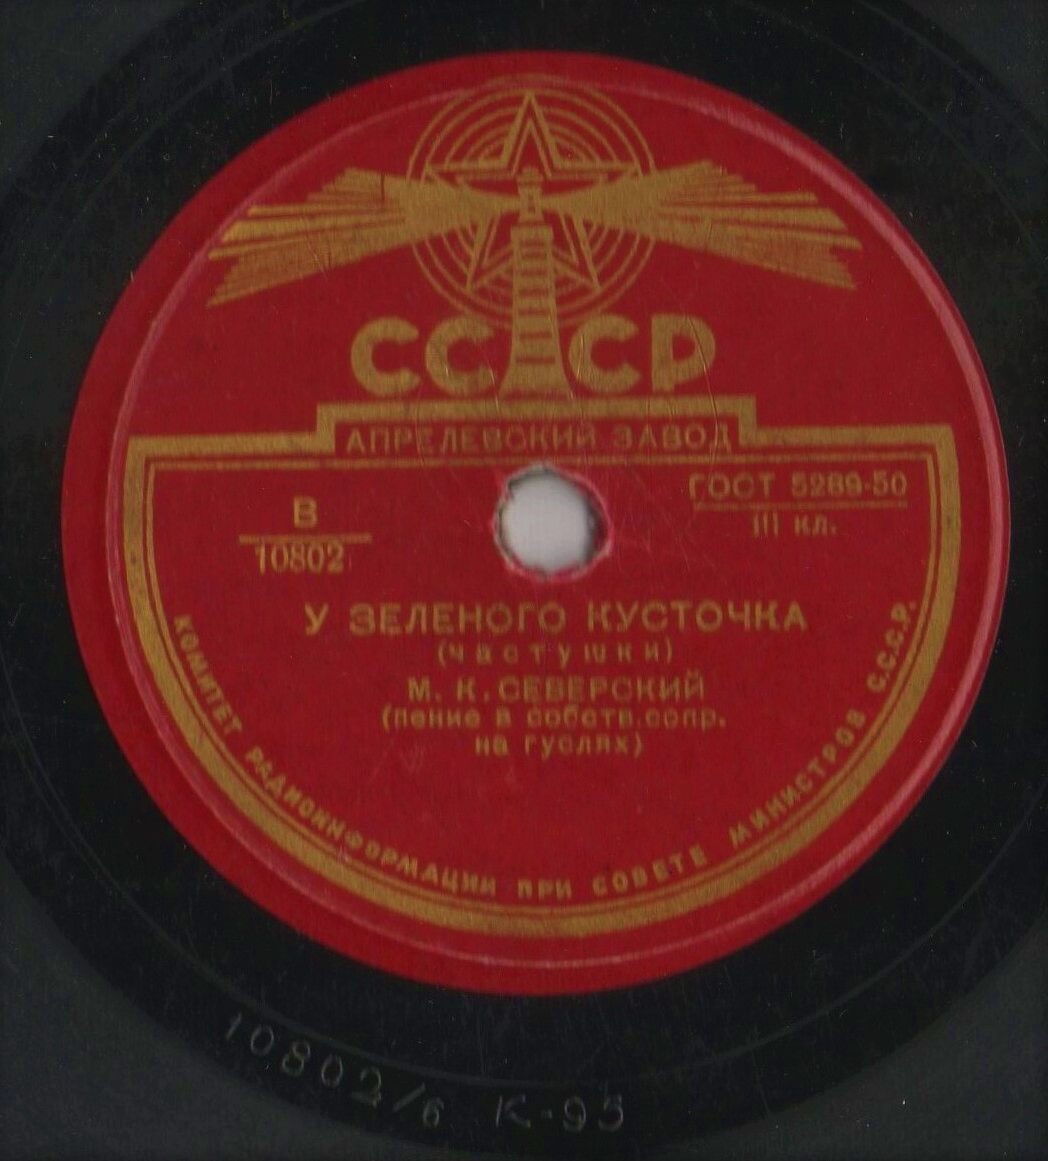 СССР
АПРЕЛЕВСКИЙ ЗАВОД
В
10802
ГОСТ 5289-50
III кл.
У ЗЕЛЕНОГО КУСТОЧКА
(частушки)
М. К. СЕВЕРСКИЙ
(пение в собств. сопр.
на гуслях)
КОМИТЕТ РАДИОИНФОРМАЦИИ ПРИ СОВЕТЕ МИНИСТРОВ С.С.С.Р.
10802/6 К-95